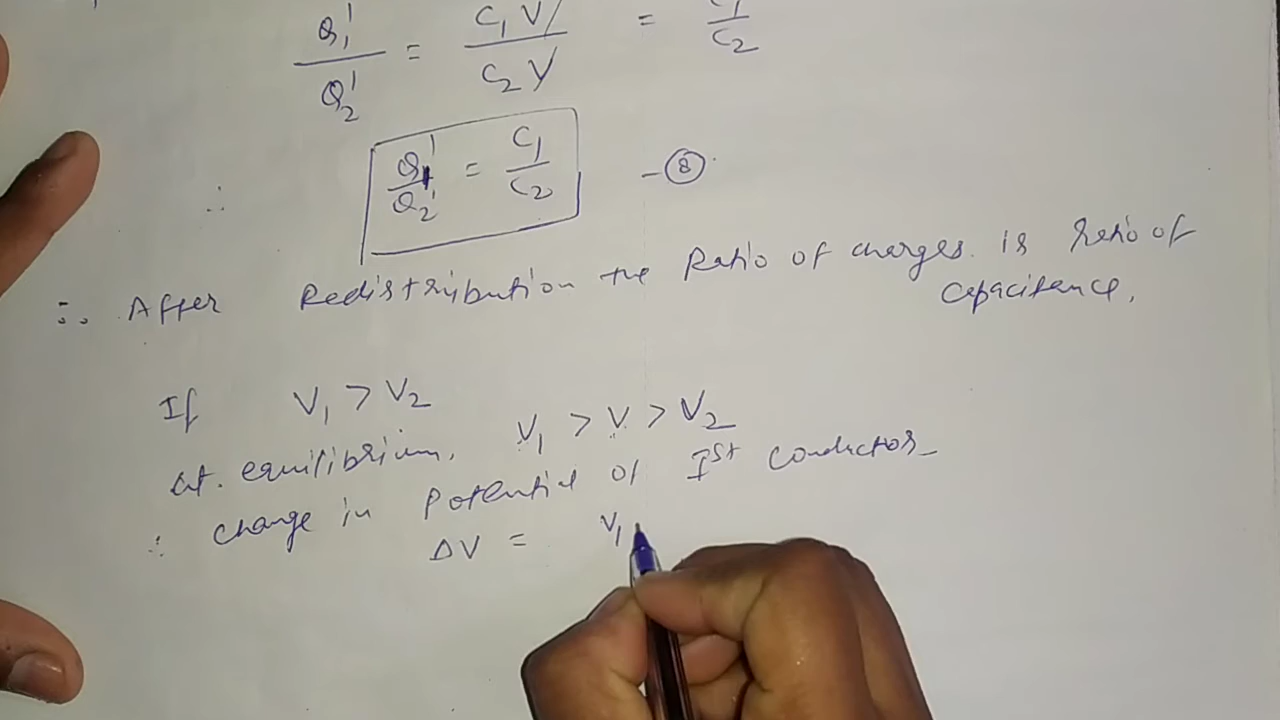 Q₁'/Q₂' = C₁V/C₂V = C₁/C₂
∴ Q₁'/Q₂' = C₁/C₂ - ⑧
∴ After Redistribution the Ratio of charges. is Ratio of
capacitance.
If V₁ > V₂
at. equilibrium, V₁ > V > V₂
∴ change in Potential of Iˢᵗ conductor-
ΔV = V₁